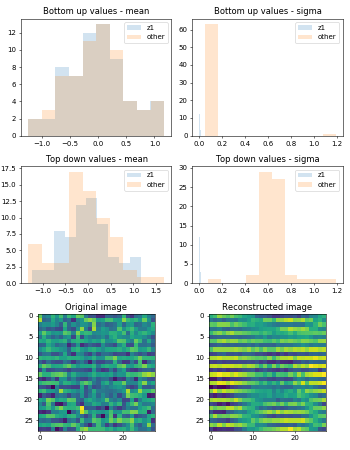 Bottom up values - mean
Bottom up values - sigma
z1
other
z1
other
12
10
8
6
4
2
0
60
50
40
30
20
10
0
−1.0 −0.5 0.0 0.5 1.0
0.0 0.2 0.4 0.6 0.8 1.0 1.2
Top down values - mean
Top down values - sigma
z1
other
z1
other
17.5
15.0
12.5
10.0
7.5
5.0
2.5
0.0
30
25
20
15
10
5
0
−1.0 −0.5 0.0 0.5 1.0 1.5
0.0 0.2 0.4 0.6 0.8 1.0 1.2
Original image
Reconstructed image
0
5
10
15
20
25
0
5
10
15
20
25
0 10 20
0 10 20